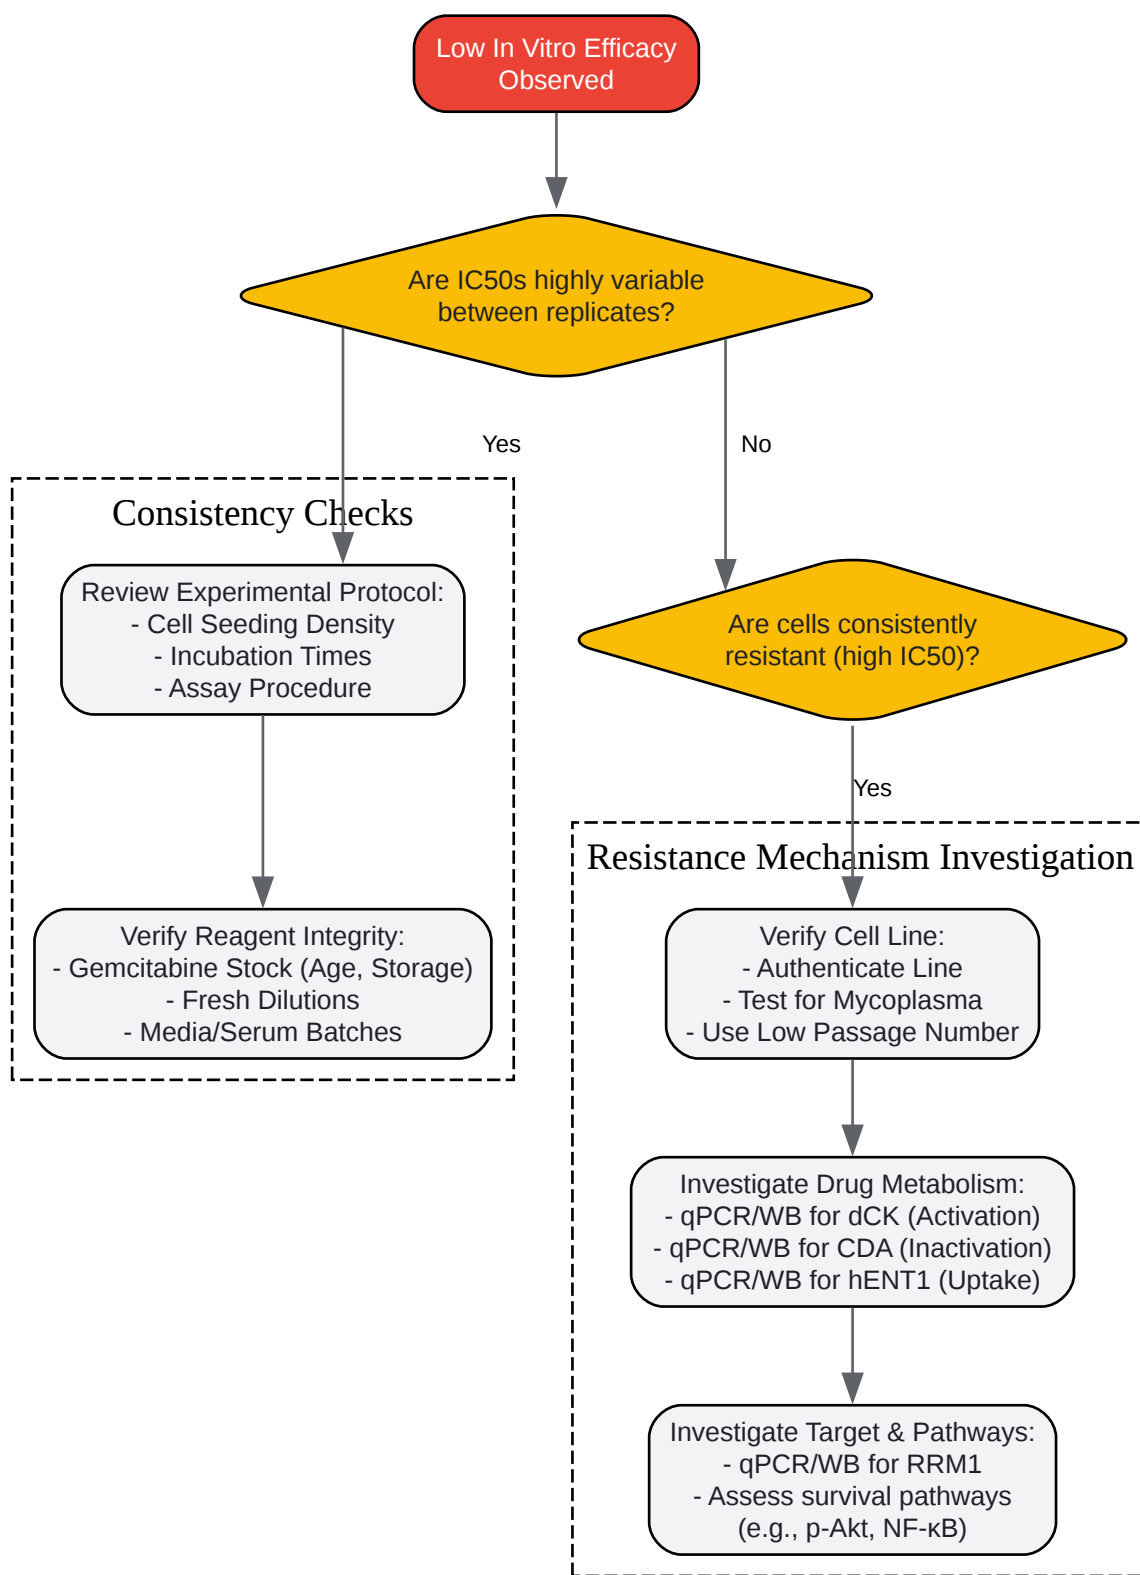 Low In Vitro Efficacy
Observed
Are IC50s highly variable
between replicates?
Yes
No
Consistency Checks
Review Experimental Protocol:
- Cell Seeding Density
- Incubation Times
- Assay Procedure
Verify Reagent Integrity:
- Gemcitabine Stock (Age, Storage)
- Fresh Dilutions
- Media/Serum Batches
Are cells consistently
resistant (high IC50)?
Yes
Resistance Mechanism Investigation
Verify Cell Line:
- Authenticate Line
- Test for Mycoplasma
- Use Low Passage Number
Investigate Drug Metabolism:
- qPCR/WB for dCK (Activation)
- qPCR/WB for CDA (Inactivation)
- qPCR/WB for hENT1 (Uptake)
Investigate Target & Pathways:
- qPCR/WB for RRM1
- Assess survival pathways
(e.g., p-Akt, NF-κB)